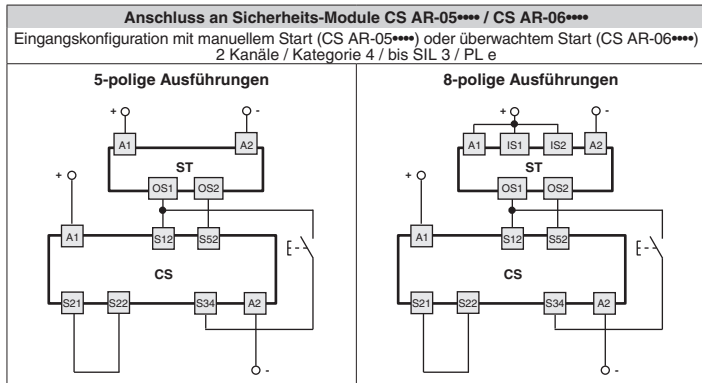 Anschluss an Sicherheits-Module CS AR-05•••• / CS AR-06••••
Eingangskonfiguration mit manuellem Start (CS AR-05••••) oder überwachtem Start (CS AR-06••••)
2 Kanäle / Kategorie 4 / bis SIL 3 / PL e
5-polige Ausführungen
+ -
A1 A2
ST
OS1 OS2
+
A1 S12 S52
E
CS
S21 S22 S34 A2
-
8-polige Ausführungen
+ -
A1 IS1 IS2 A2
ST
OS1 OS2
+
A1 S12 S52
E
CS
S21 S22 S34 A2
-